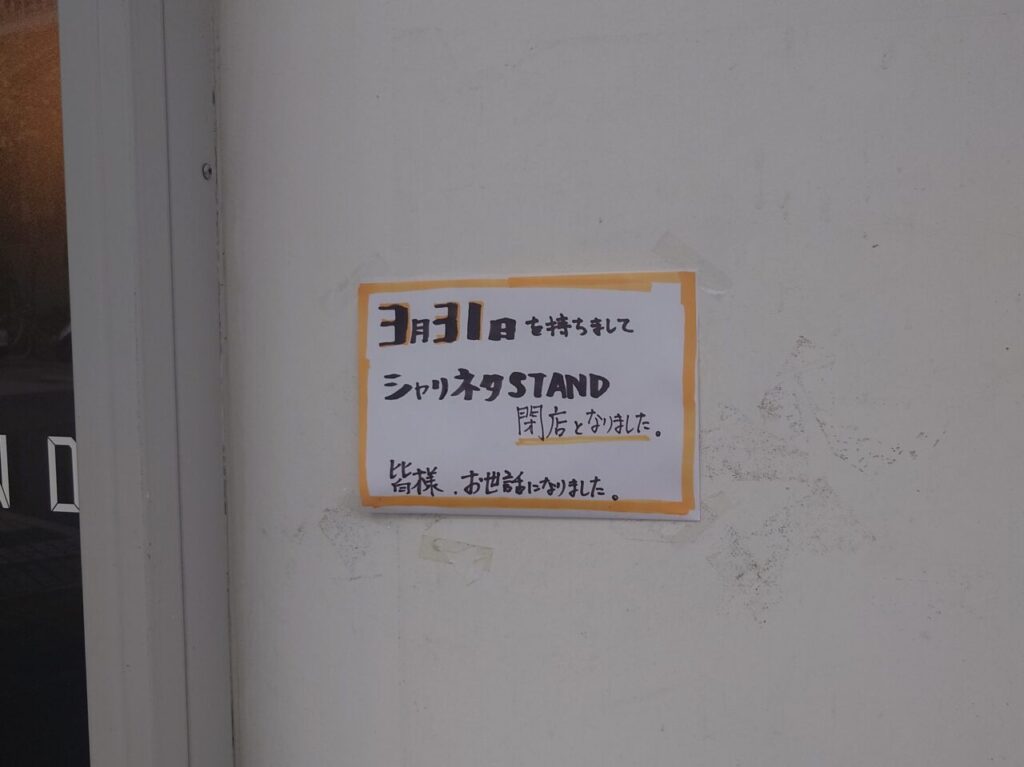 3月31日を持ちまして
シャリネタSTAND
閉店となりました。
皆様、お世話になりました。
ND